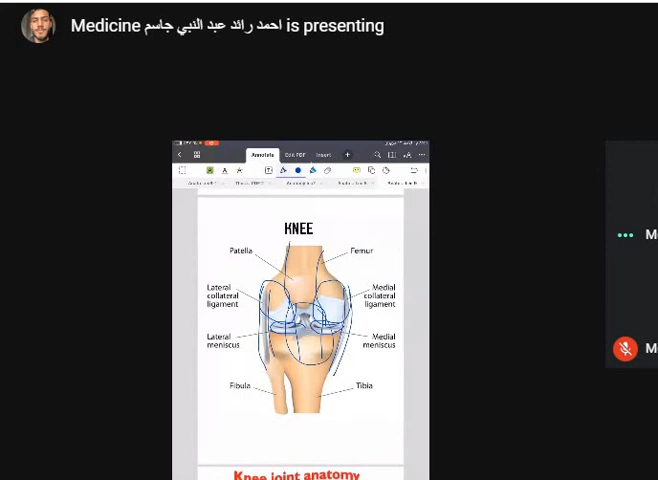 Medicine احمد رائد عبد النبي جاسم is presenting
Annotate Edit PDF Insert
KNEE
Patella
Femur
Lateral collateral ligament
Medial collateral ligament
Lateral meniscus
Medial meniscus
Fibula
Tibia
Knee joint anatomy